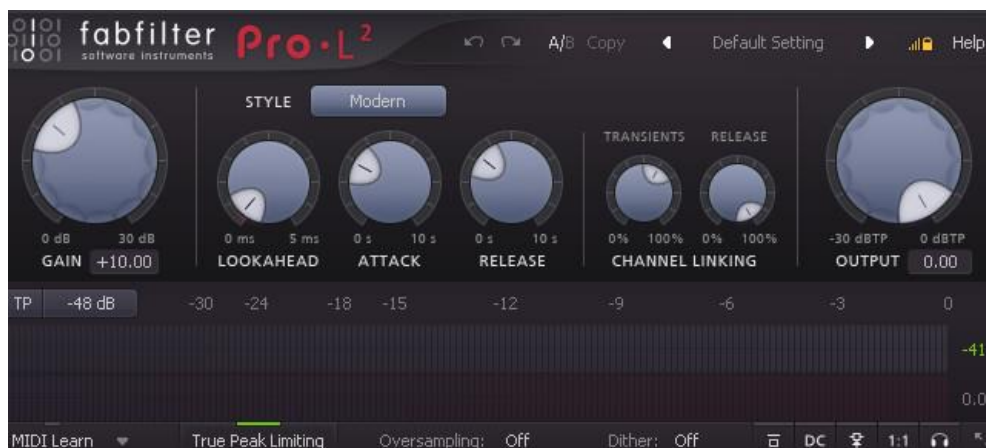 fabfilter Pro·L²
software instruments
A/B Copy Default Setting Help
STYLE Modern
TRANSIENTS RELEASE
0 dB 30 dB 0 ms 5 ms 0 s 10 s 0 s 10 s 0% 100% 0% 100% -30 dBTP 0 dBTP
GAIN +10.00 LOOKAHEAD ATTACK RELEASE CHANNEL LINKING OUTPUT 0.00
TP -48 dB -30 -24 -18 -15 -12 -9 -6 -3 0
-41
0.0
MIDI Learn True Peak Limiting Oversampling: Off Dither: Off DC 1:1